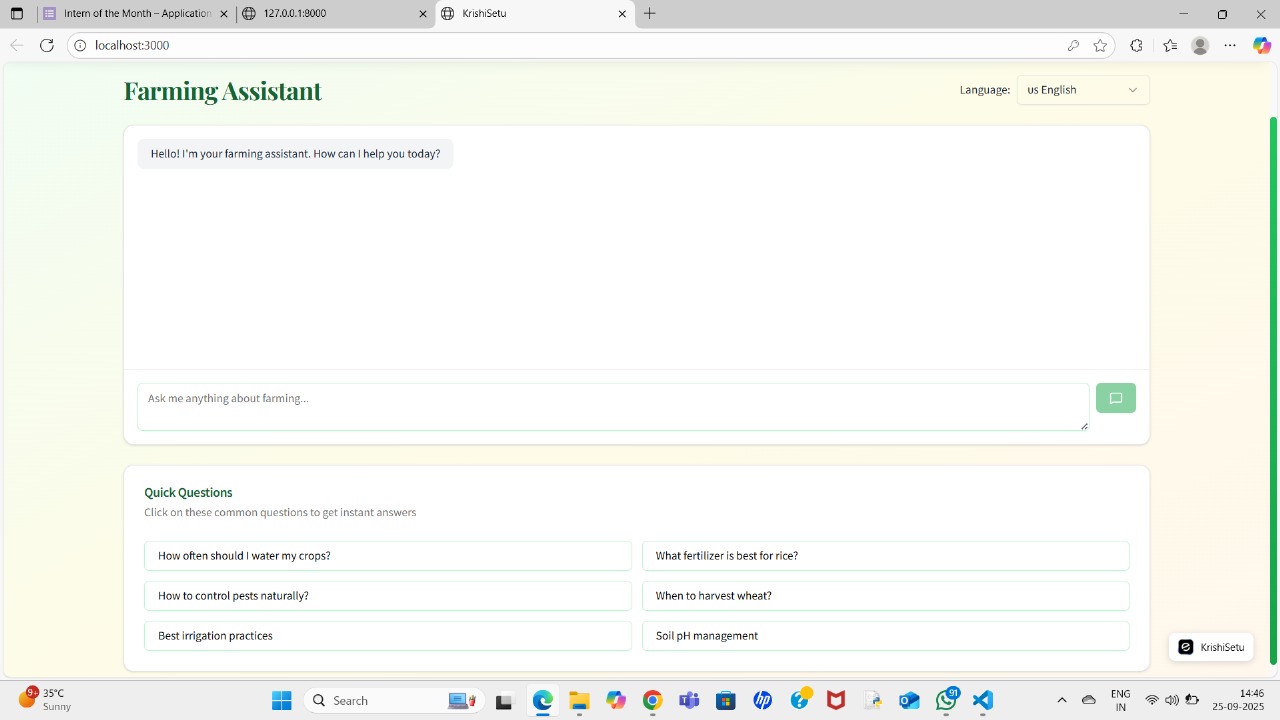 Intern of the Month – Application
127.0.0.1:8000
KrishiSetu
localhost:3000
Farming Assistant
Language:
us English
Hello! I'm your farming assistant. How can I help you today?
Ask me anything about farming...
Quick Questions
Click on these common questions to get instant answers
How often should I water my crops?
What fertilizer is best for rice?
How to control pests naturally?
When to harvest wheat?
Best irrigation practices
Soil pH management
KrishiSetu
9+
35°C
Sunny
Search
91
ENG
IN
14:46
25-09-2025